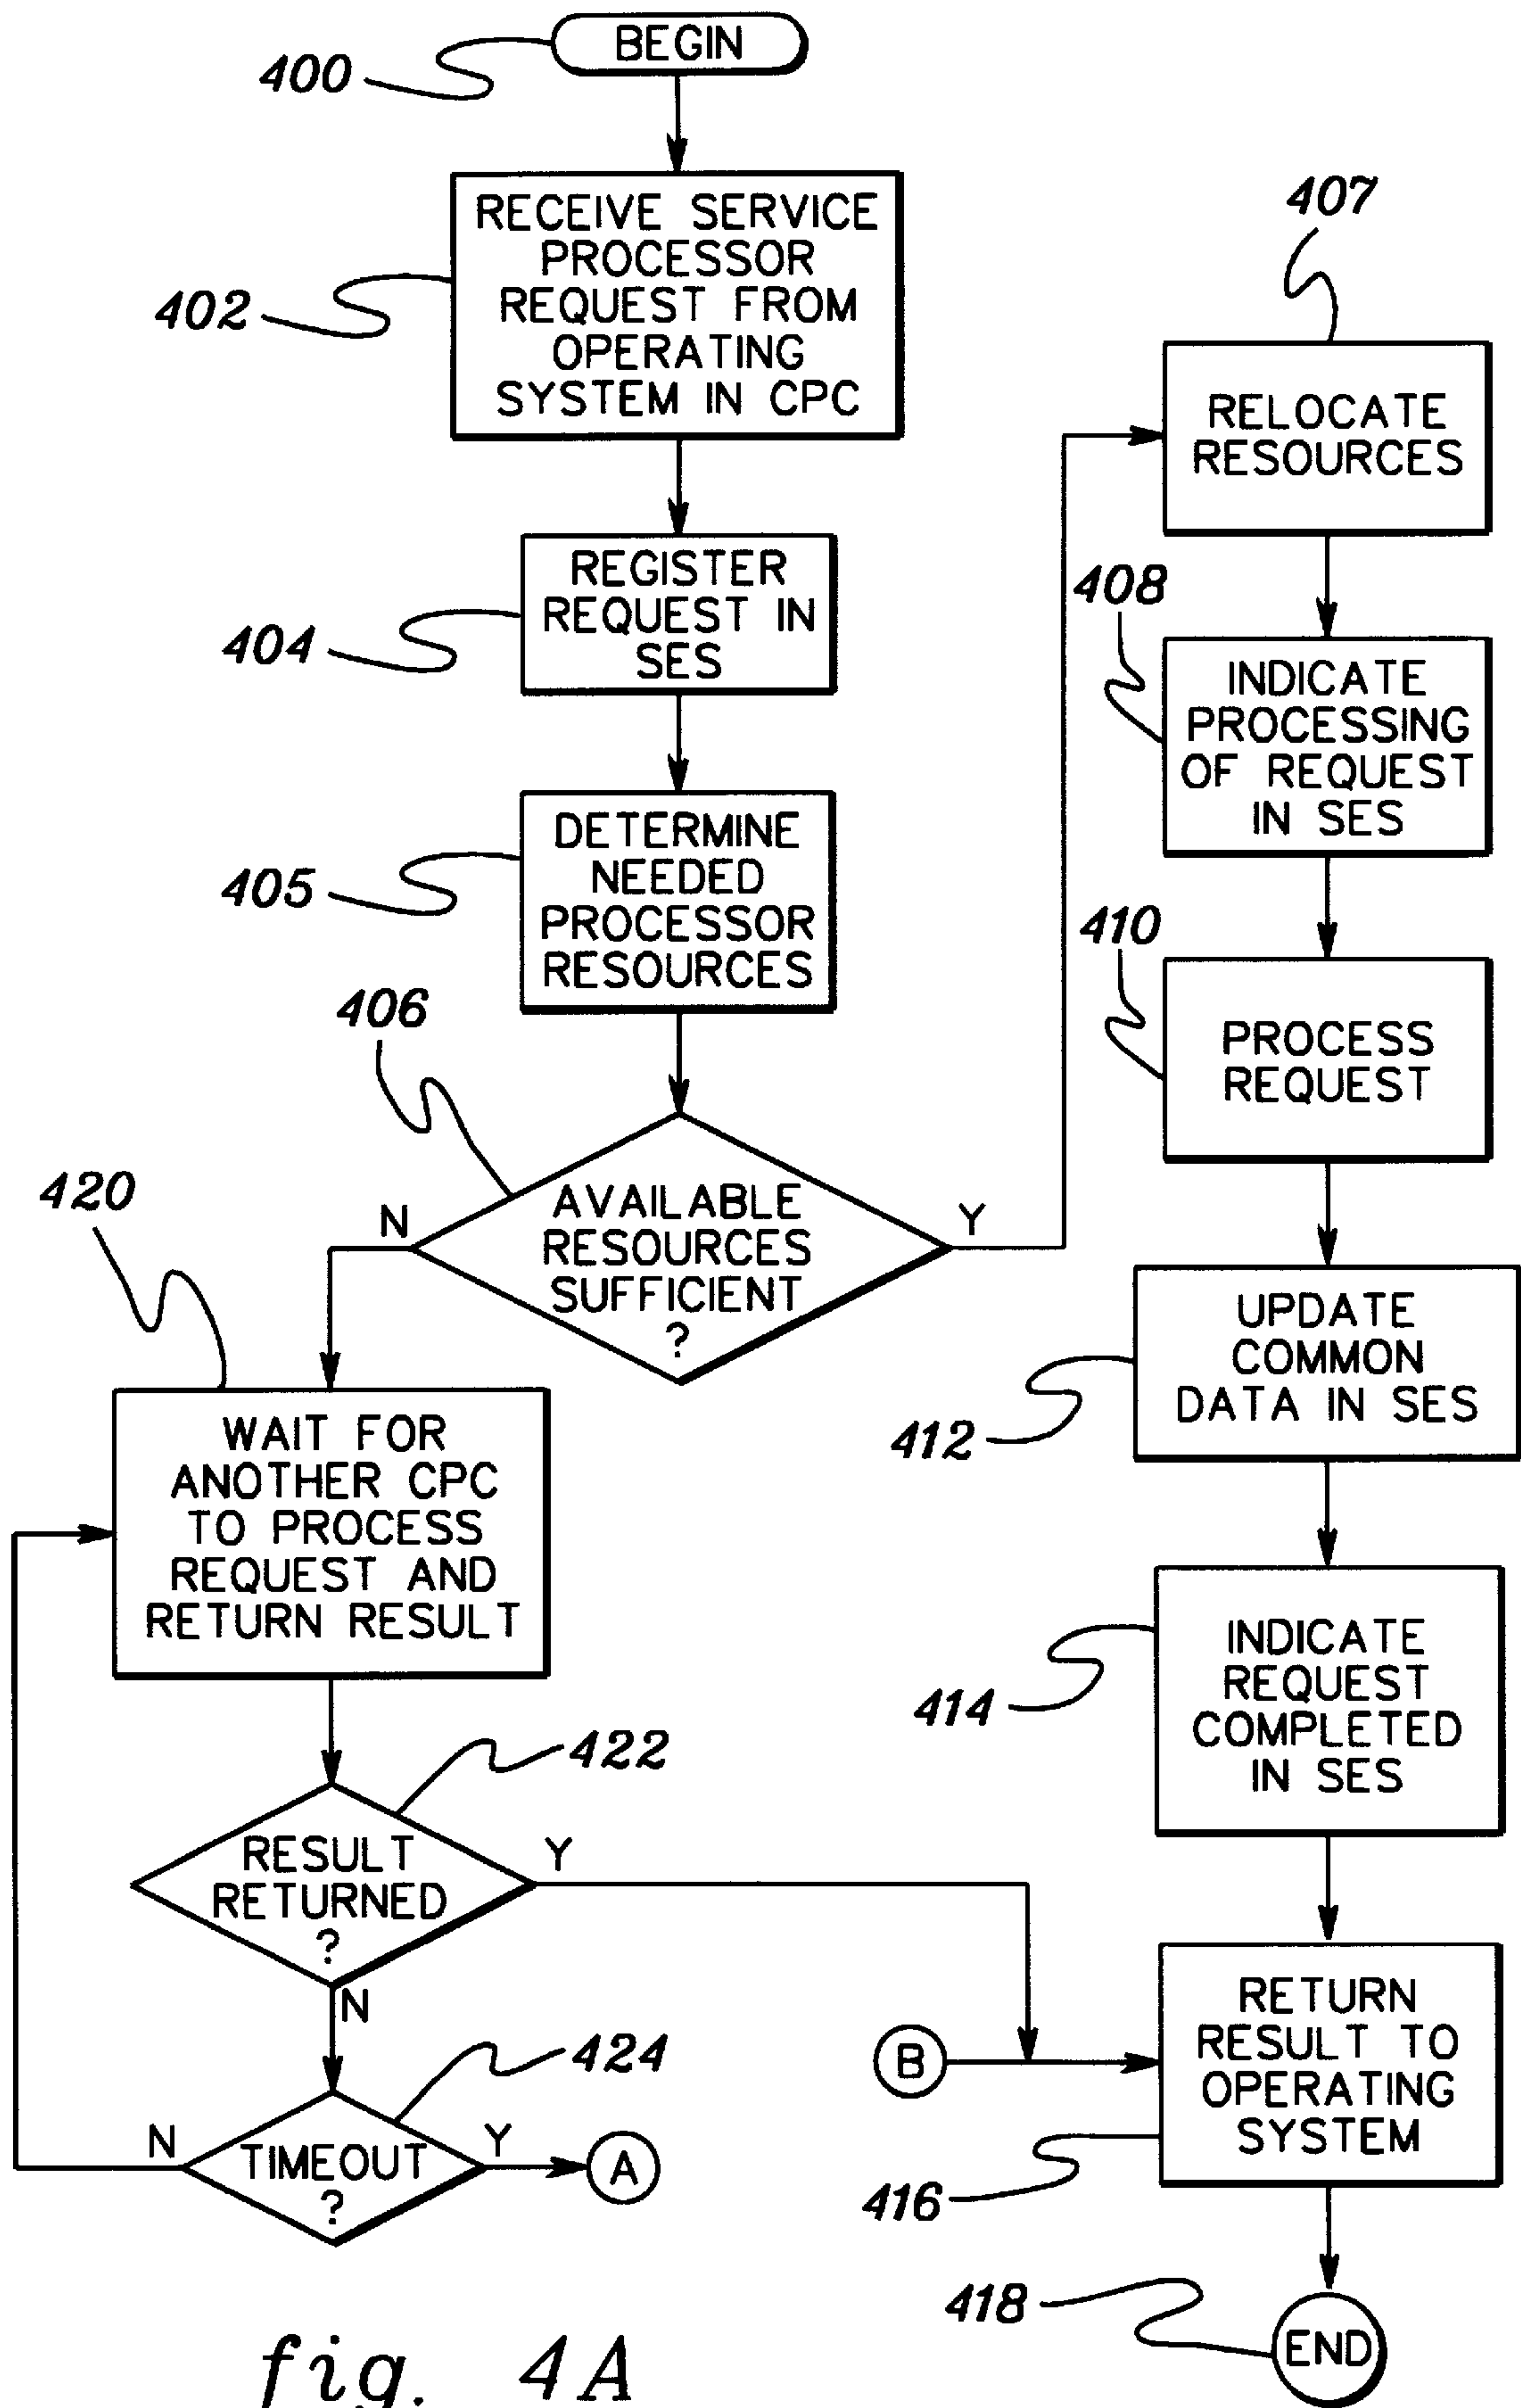 400
BEGIN
402
RECEIVE SERVICE
PROCESSOR
REQUEST FROM
OPERATING
SYSTEM IN CPC
404
REGISTER
REQUEST IN
SES
405
DETERMINE
NEEDED
PROCESSOR
RESOURCES
406
AVAILABLE
RESOURCES
SUFFICIENT
?
N
Y
420
WAIT FOR
ANOTHER CPC
TO PROCESS
REQUEST AND
RETURN RESULT
422
RESULT
RETURNED
?
Y
N
424
TIMEOUT
?
N
Y
A
407
RELOCATE
RESOURCES
408
INDICATE
PROCESSING
OF REQUEST
IN SES
410
PROCESS
REQUEST
412
UPDATE
COMMON
DATA IN SES
414
INDICATE
REQUEST
COMPLETED
IN SES
B
416
RETURN
RESULT TO
OPERATING
SYSTEM
418
END
fig. 4A